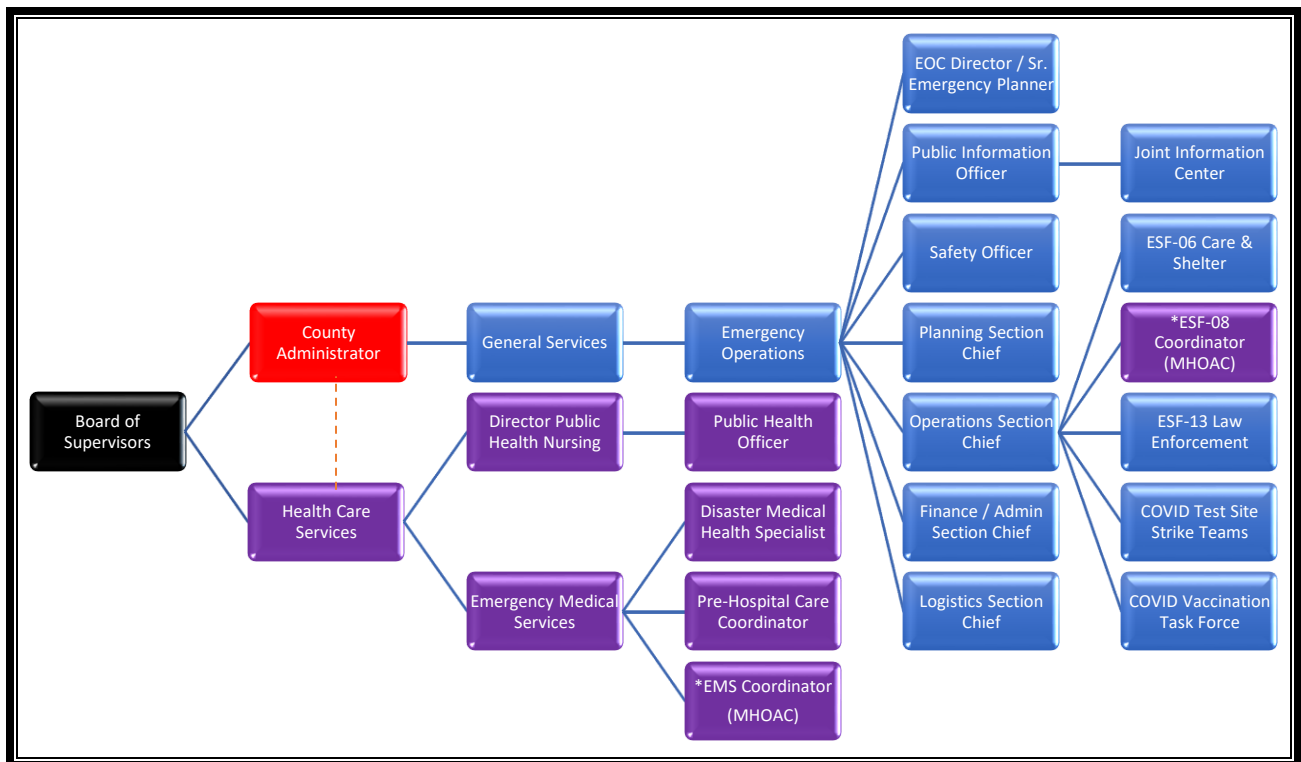 EOC Director / Sr.
Emergency Planner
Public Information
Officer
Joint Information
Center
Safety Officer
ESF-06 Care &
Shelter
County
Administrator
General Services
Emergency
Operations
Planning Section
Chief
*ESF-08
Coordinator
(MHOAC)
Board of
Supervisors
Director Public
Health Nursing
Public Health
Officer
Operations Section
Chief
ESF-13 Law
Enforcement
Health Care
Services
Disaster Medical
Health Specialist
Finance / Admin
Section Chief
COVID Test Site
Strike Teams
Emergency Medical
Services
Pre-Hospital Care
Coordinator
Logistics Section
Chief
COVID Vaccination
Task Force
*EMS Coordinator
(MHOAC)